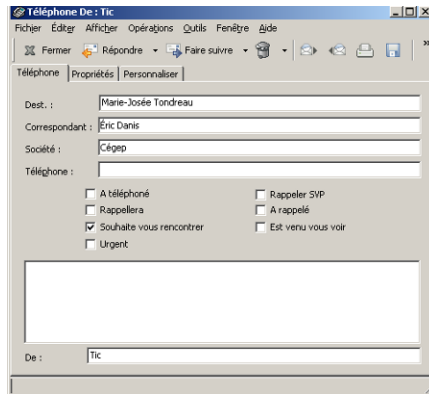 Téléphone De : Tic
Fichier Éditer Afficher Opérations Outils Fenêtre Aide
Fermer Répondre Faire suivre »
Téléphone Propriétés Personnaliser
Dest. : Marie-Josée Tondreau
Correspondant : Éric Danis
Société : Cégep
Téléphone :
A téléphoné Rappeler SVP
Rappellera A rappelé
Souhaite vous rencontrer Est venu vous voir
Urgent
De : Tic